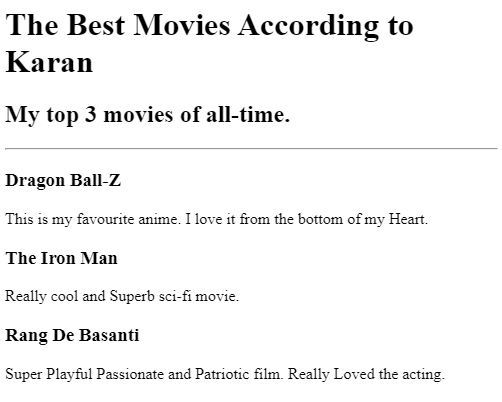 The Best Movies According to
Karan
My top 3 movies of all-time.
Dragon Ball-Z
This is my favourite anime. I love it from the bottom of my Heart.
The Iron Man
Really cool and Superb sci-fi movie.
Rang De Basanti
Super Playful Passionate and Patriotic film. Really Loved the acting.